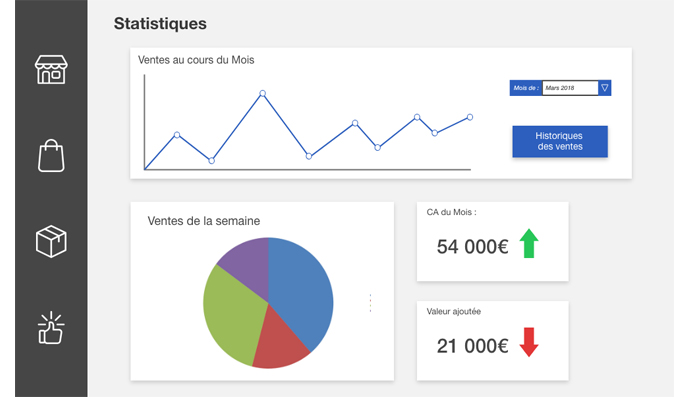 Statistiques
Ventes au cours du Mois
Mois de : Mars 2018
Historiques
des ventes
Ventes de la semaine
CA du Mois :
54 000€
Valeur ajoutée
21 000€